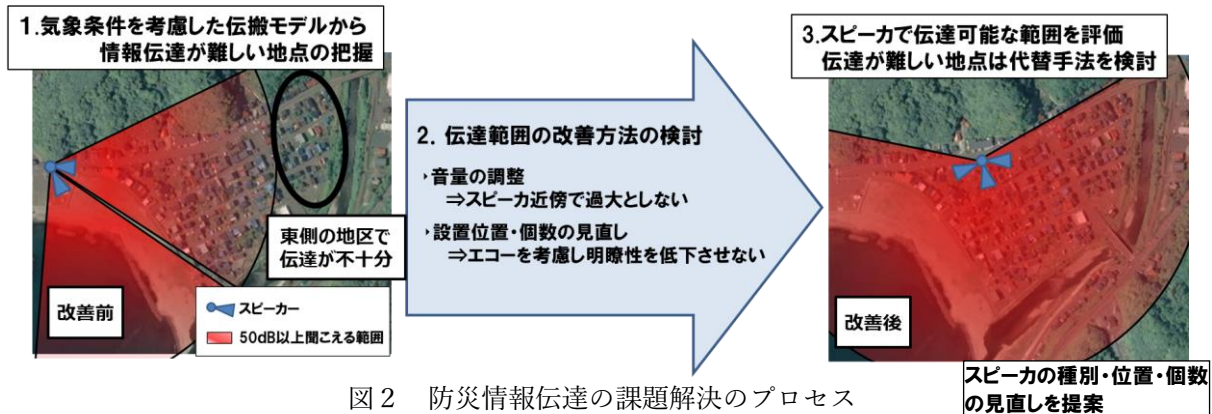 1.気象条件を考慮した伝搬モデルから
情報伝達が難しい地点の把握
東側の地区で
伝達が不十分
改善前
スピーカー
50dB以上聞こえる範囲
2. 伝達範囲の改善方法の検討
・音量の調整
⇒スピーカ近傍で過大としない
・設置位置・個数の見直し
⇒エコーを考慮し明瞭性を低下させない
3.スピーカで伝達可能な範囲を評価
伝達が難しい地点は代替手法を検討
改善後
スピーカの種別・位置・個数
の見直しを提案
図2 防災情報伝達の課題解決のプロセス